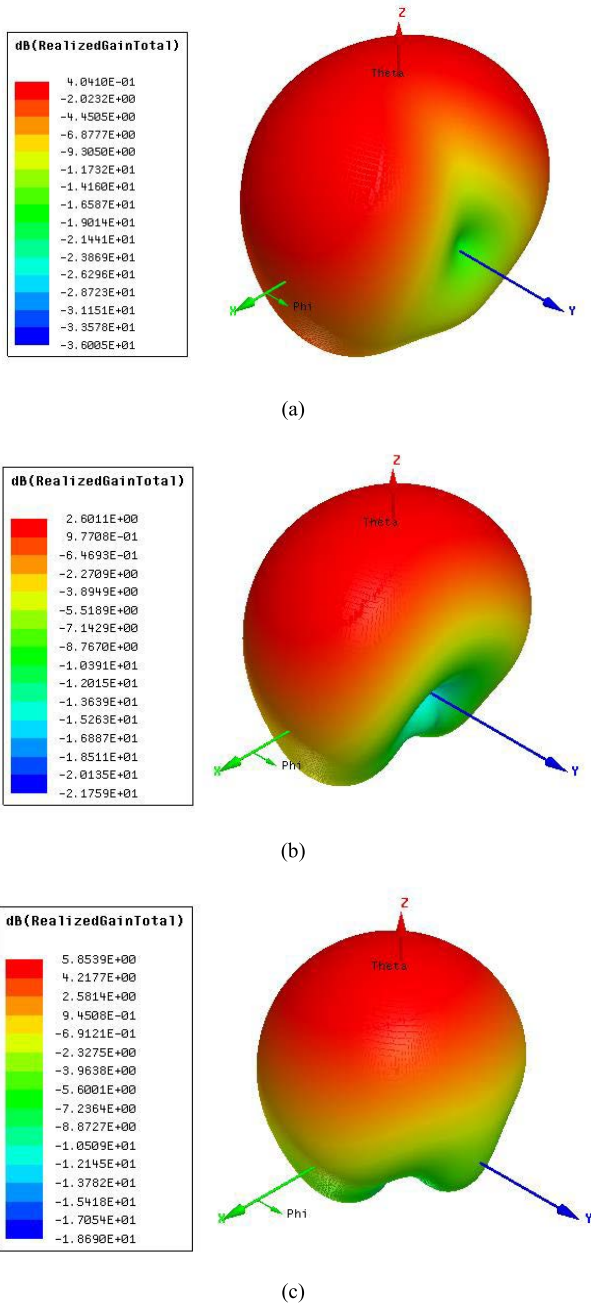 dB(RealizedGainTotal)
4.0410E-01
-2.0232E+00
-4.4505E+00
-6.8777E+00
-9.3050E+00
-1.1732E+01
-1.4160E+01
-1.6587E+01
-1.9014E+01
-2.1441E+01
-2.3869E+01
-2.6296E+01
-2.8723E+01
-3.1151E+01
-3.3578E+01
-3.6005E+01
Z
Theta
X
Phi
Y
(a)
dB(RealizedGainTotal)
2.6011E+00
9.7708E-01
-6.4693E-01
-2.2709E+00
-3.8949E+00
-5.5189E+00
-7.1429E+00
-8.7670E+00
-1.0391E+01
-1.2015E+01
-1.3639E+01
-1.5263E+01
-1.6887E+01
-1.8511E+01
-2.0135E+01
-2.1759E+01
Z
Theta
X
Phi
Y
(b)
dB(RealizedGainTotal)
5.8539E+00
4.2177E+00
2.5814E+00
9.4508E-01
-6.9121E-01
-2.3275E+00
-3.9638E+00
-5.6001E+00
-7.2364E+00
-8.8727E+00
-1.0509E+01
-1.2145E+01
-1.3782E+01
-1.5418E+01
-1.7054E+01
-1.8690E+01
Z
Theta
X
Phi
Y
(c)